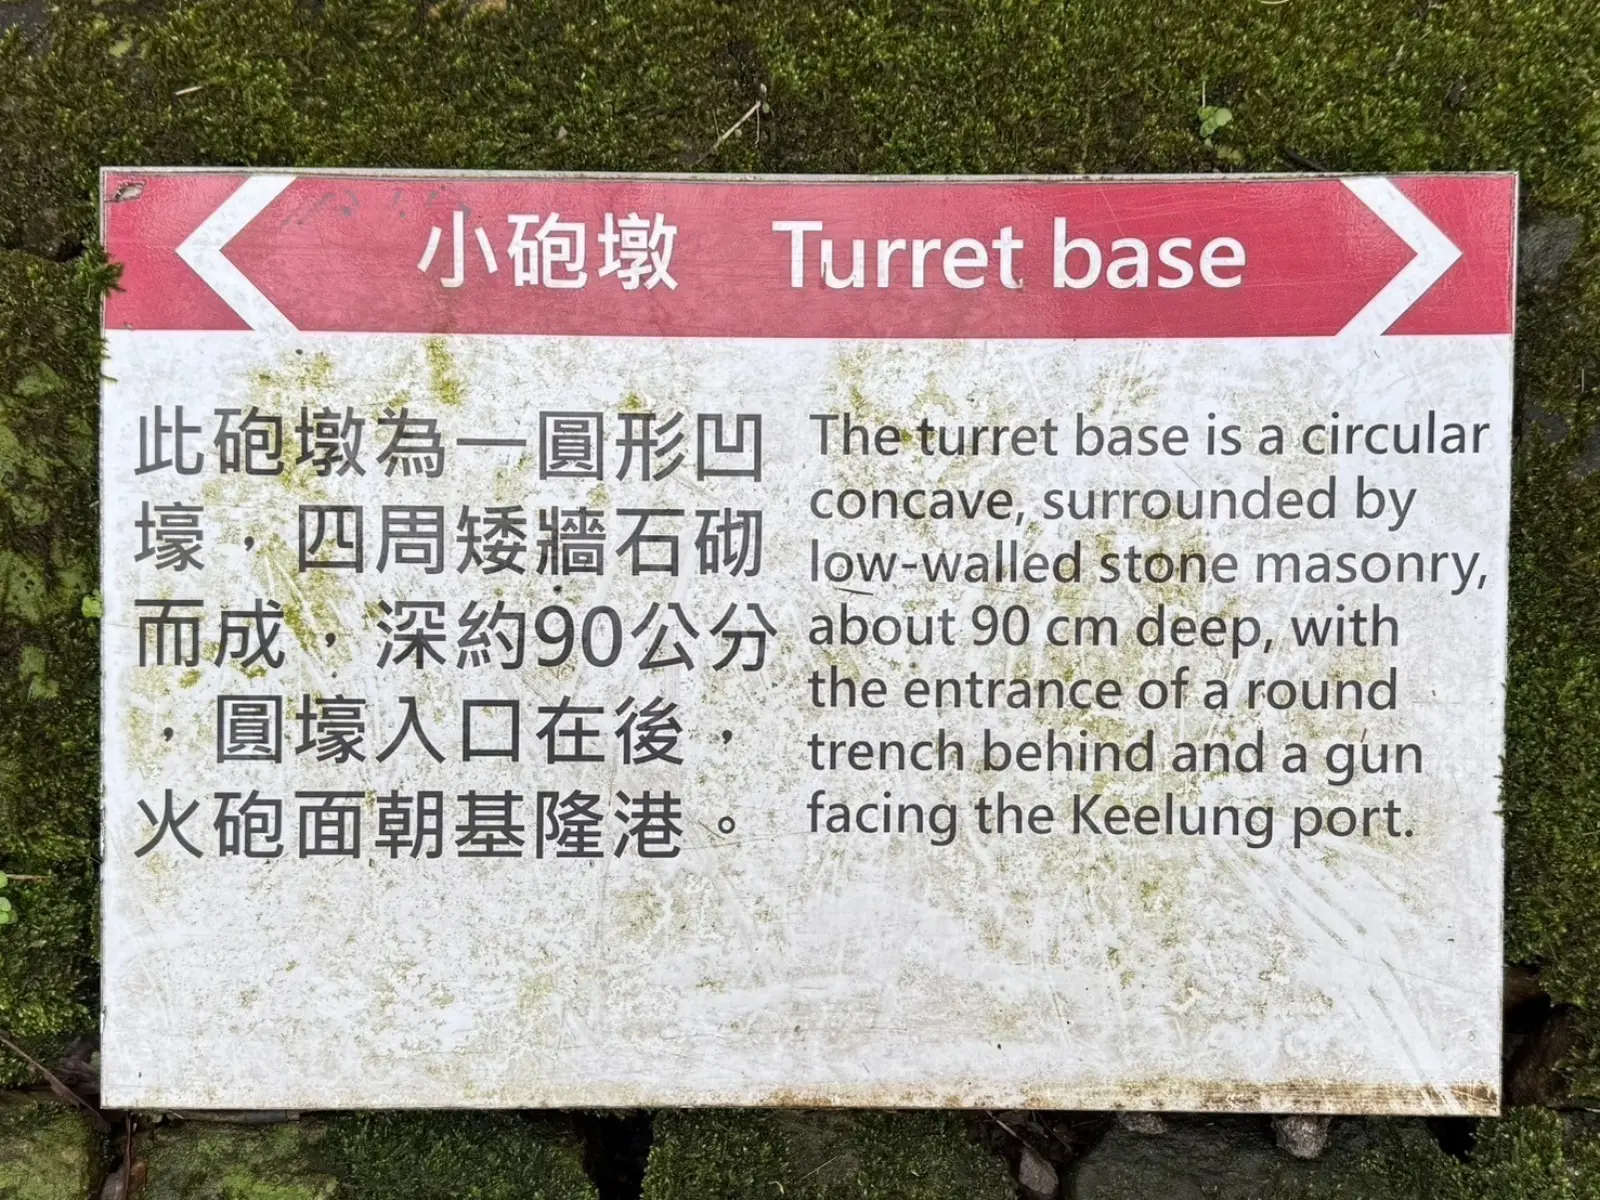 小砲墩 Turret base
此砲墩為一圓形凹
壕，四周矮牆石砌
而成，深約90公分
，圓壕入口在後，
火砲面朝基隆港。
The turret base is a circular
concave, surrounded by
low-walled stone masonry,
about 90 cm deep, with
the entrance of a round
trench behind and a gun
facing the Keelung port.